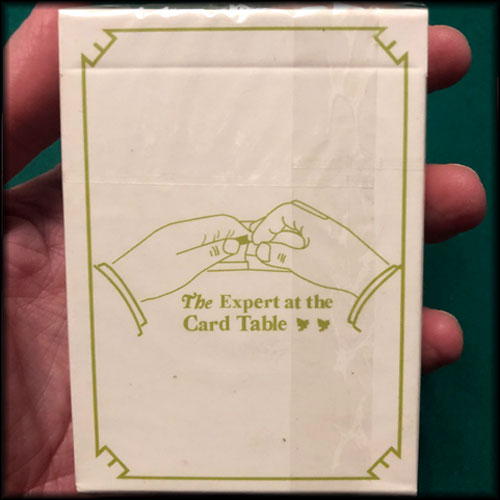 The Expert at the
Card Table